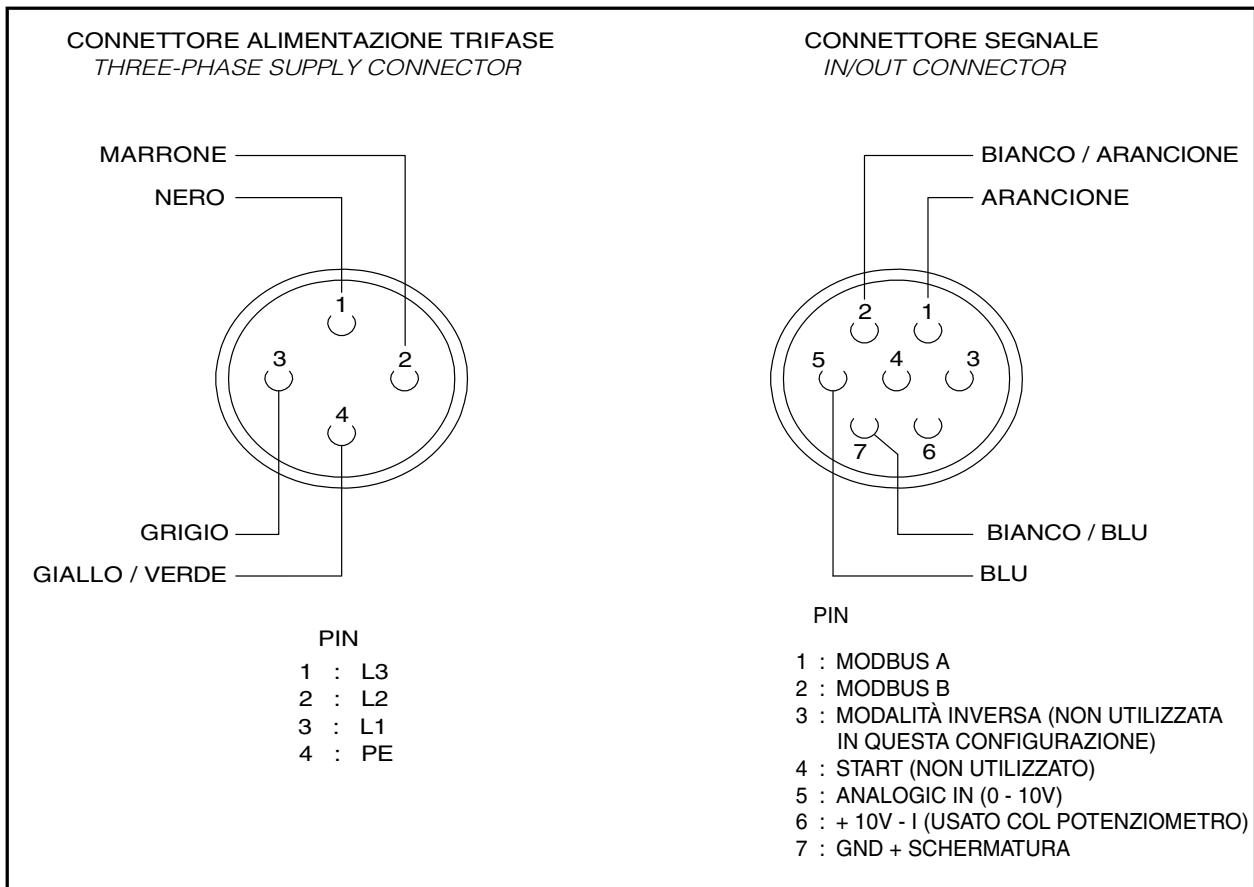 CONNETTORE ALIMENTAZIONE TRIFASE
THREE-PHASE SUPPLY CONNECTOR
MARRONE
NERO
1
3
2
4
GRIGIO
GIALLO / VERDE
PIN
1 : L3
2 : L2
3 : L1
4 : PE
CONNETTORE SEGNALE
IN/OUT CONNECTOR
BIANCO / ARANCIONE
ARANCIONE
2 1
5 4 3
7 6
BIANCO / BLU
BLU
PIN
1 : MODBUS A
2 : MODBUS B
3 : MODALITÀ INVERSA (NON UTILIZZATA
IN QUESTA CONFIGURAZIONE)
4 : START (NON UTILIZZATO)
5 : ANALOGIC IN (0 - 10V)
6 : + 10V - I (USATO COL POTENZIOMETRO)
7 : GND + SCHERMATURA